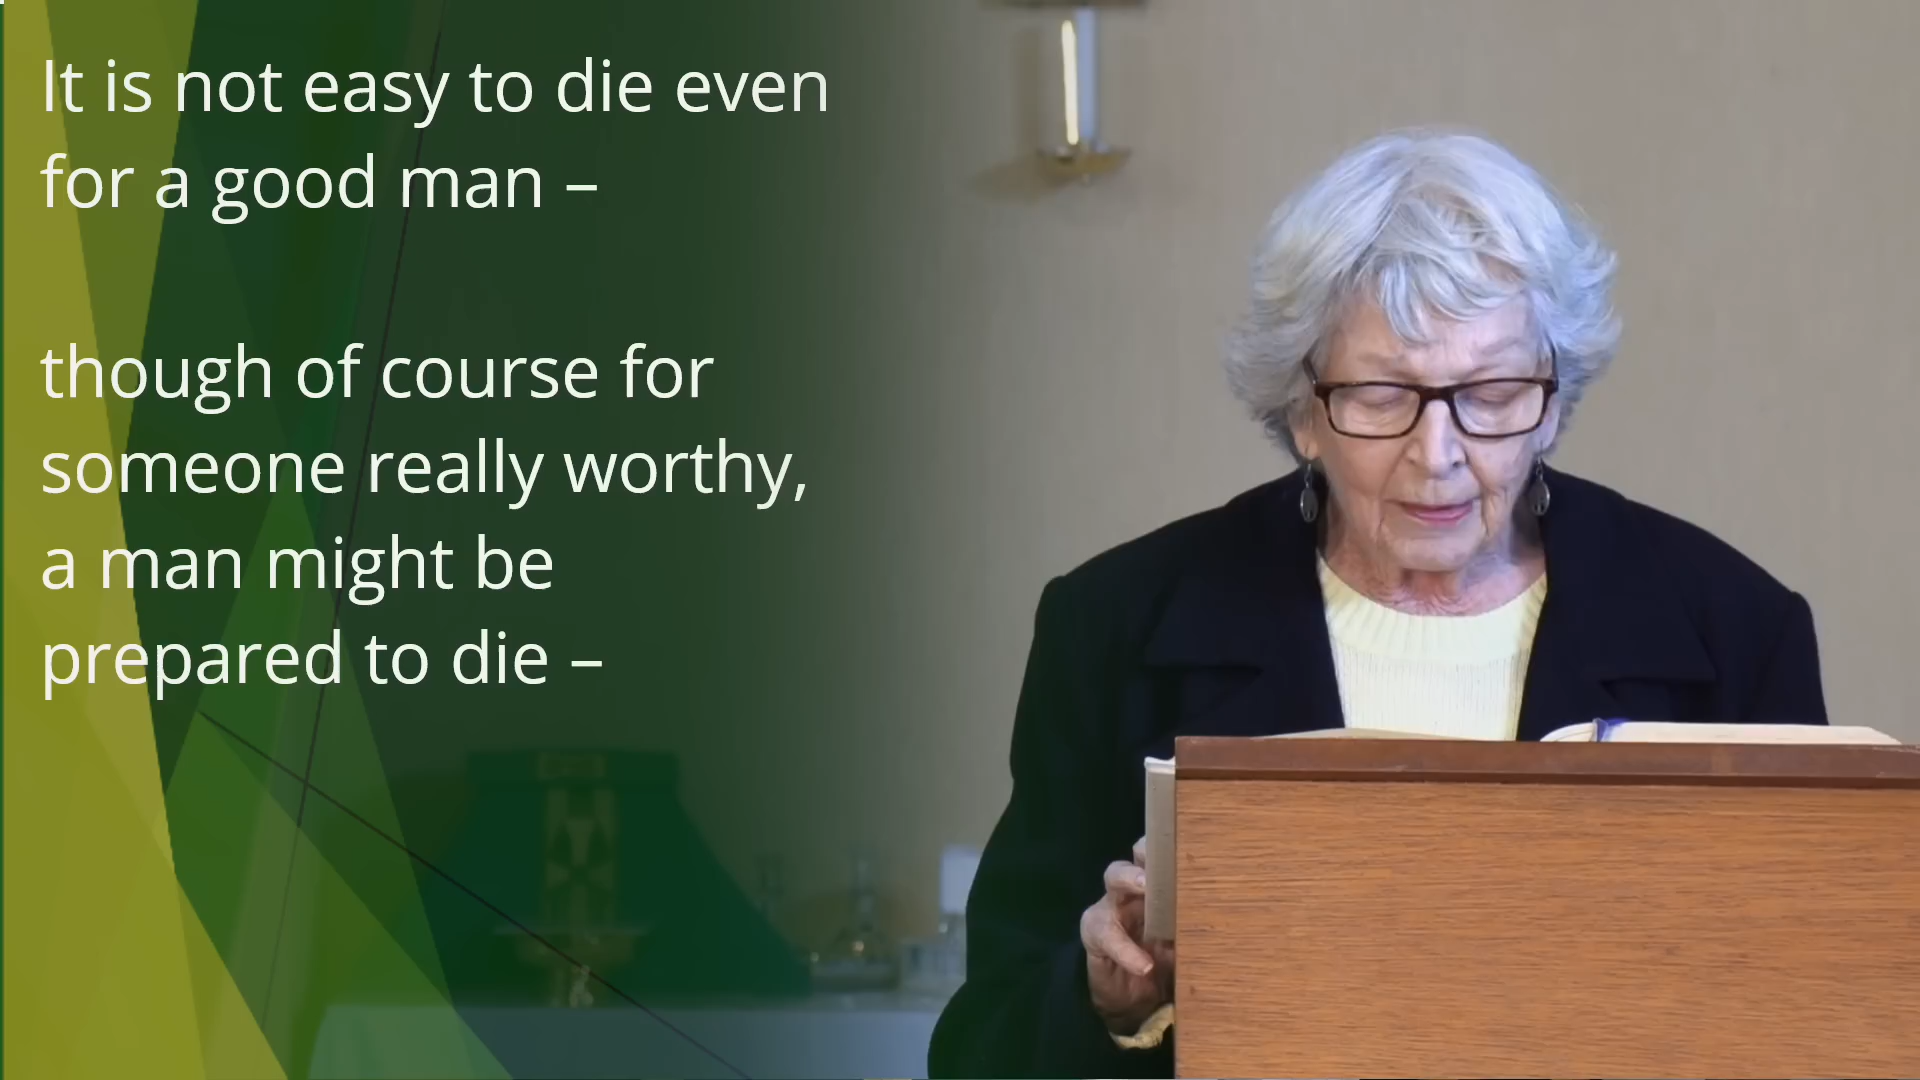 It is not easy to die even
for a good man –
though of course for
someone really worthy,
a man might be
prepared to die –